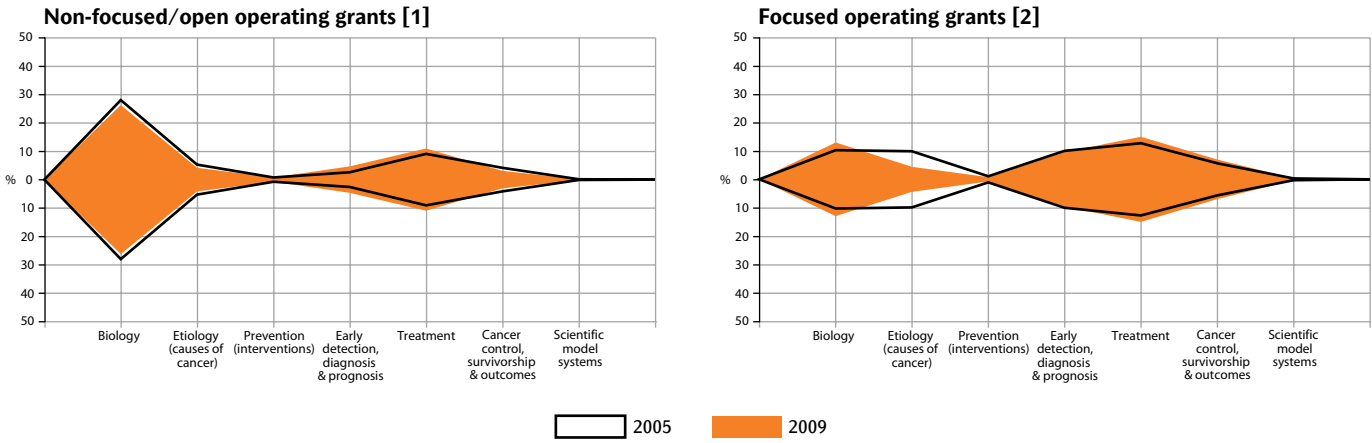 Non-focused/open operating grants [1]
50
40
30
20
10
% 0
10
20
30
40
50
Biology
Etiology
(causes of
cancer)
Prevention
(interventions)
Early
detection,
diagnosis
& prognosis
Treatment
Cancer
control,
survivorship
& outcomes
Scientific
model
systems
Focused operating grants [2]
50
40
30
20
10
% 0
10
20
30
40
50
Biology
Etiology
(causes of
cancer)
Prevention
(interventions)
Early
detection,
diagnosis
& prognosis
Treatment
Cancer
control,
survivorship
& outcomes
Scientific
model
systems
2005
2009